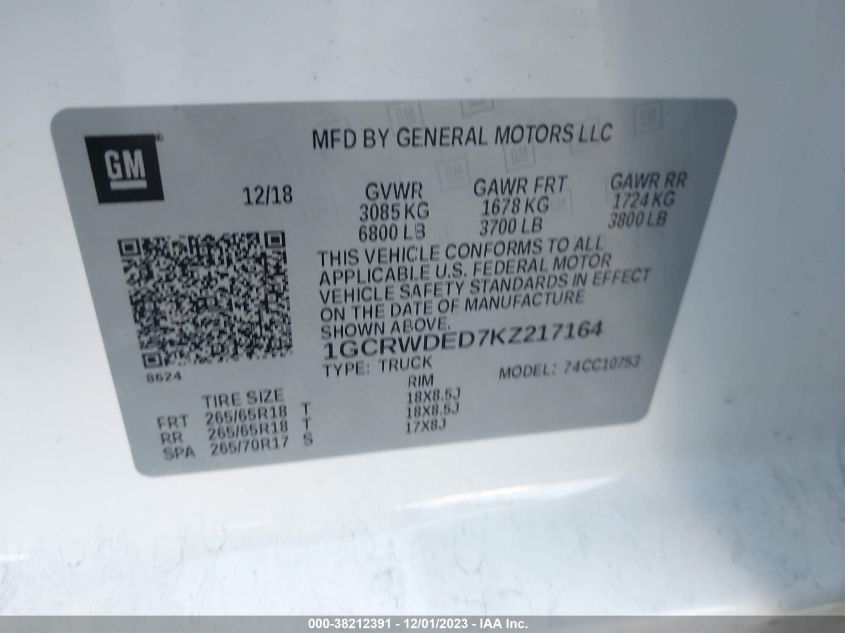 GM
MFD BY GENERAL MOTORS LLC
12/18
GVWR GAWR FRT GAWR RR
3085 KG 1678 KG 1724 KG
6800 LB 3700 LB 3800 LB
THIS VEHICLE CONFORMS TO ALL
APPLICABLE U.S. FEDERAL MOTOR
VEHICLE SAFETY STANDARDS IN EFFECT
ON THE DATE OF MANUFACTURE
SHOWN ABOVE.
1GCRWDED7KZ217164
8624
TYPE: TRUCK MODEL: 74CC10753
TIRE SIZE RIM
FRT 265/65R18 T 18X8.5J
RR 265/65R18 T 18X8.5J
SPA 265/70R17 S 17X8J
000-38212391 - 12/01/2023 - IAA Inc.